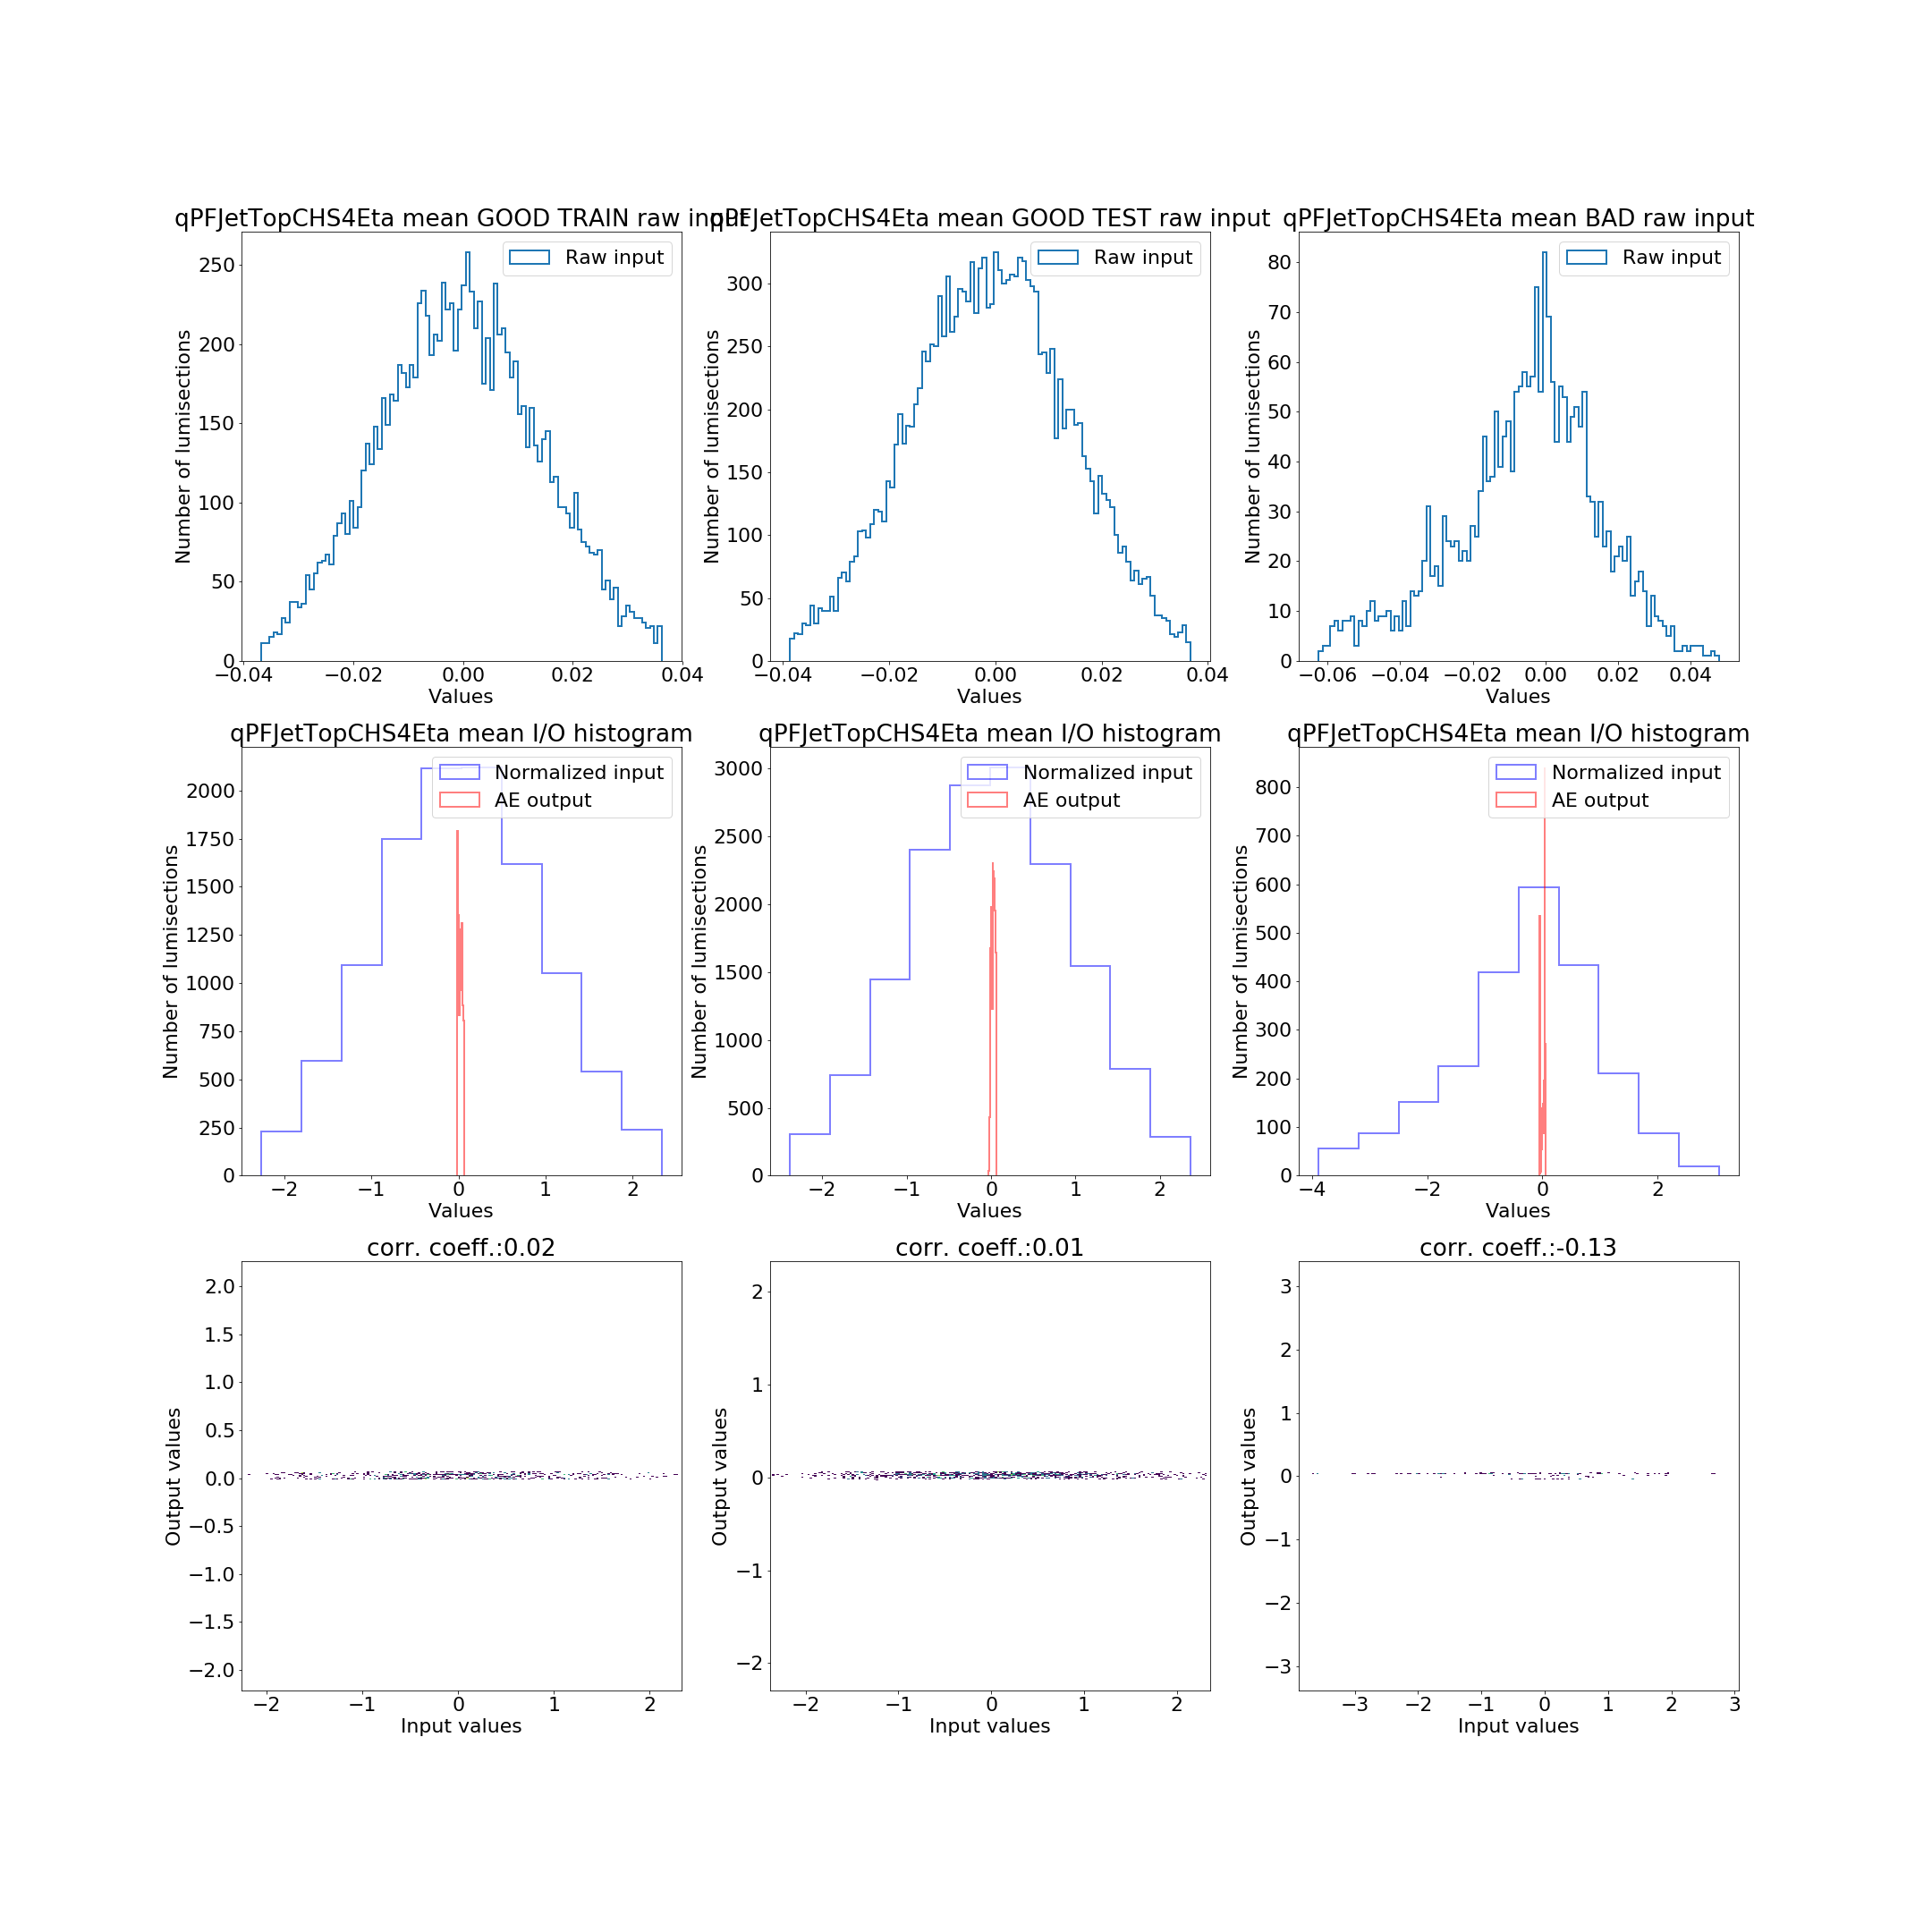 qPFJetTopCHS4Eta mean GOOD TRAIN raw input
qPFJetTopCHS4Eta mean GOOD TEST raw input
qPFJetTopCHS4Eta mean BAD raw input
Raw input
Raw input
Raw input
Number of lumisections
250
200
150
100
50
0
−0.04 −0.02 0.00 0.02 0.04
Values
Number of lumisections
300
250
200
150
100
50
0
−0.04 −0.02 0.00 0.02 0.04
Values
Number of lumisections
80
70
60
50
40
30
20
10
0
−0.06 −0.04 −0.02 0.00 0.02 0.04
Values
qPFJetTopCHS4Eta mean I/O histogram
Normalized input
AE output
Number of lumisections
2000
1750
1500
1250
1000
750
500
250
0
−2 −1 0 1 2
Values
qPFJetTopCHS4Eta mean I/O histogram
Normalized input
AE output
Number of lumisections
3000
2500
2000
1500
1000
500
0
−2 −1 0 1 2
Values
qPFJetTopCHS4Eta mean I/O histogram
Normalized input
AE output
Number of lumisections
800
700
600
500
400
300
200
100
0
−4 −2 0 2
Values
corr. coeff.:0.02
Output values
2.0
1.5
1.0
0.5
0.0
−0.5
−1.0
−1.5
−2.0
−2 −1 0 1 2
Input values
corr. coeff.:0.01
Output values
2
1
0
−1
−2
−2 −1 0 1 2
Input values
corr. coeff.:-0.13
Output values
3
2
1
0
−1
−2
−3
−3 −2 −1 0 1 2 3
Input values